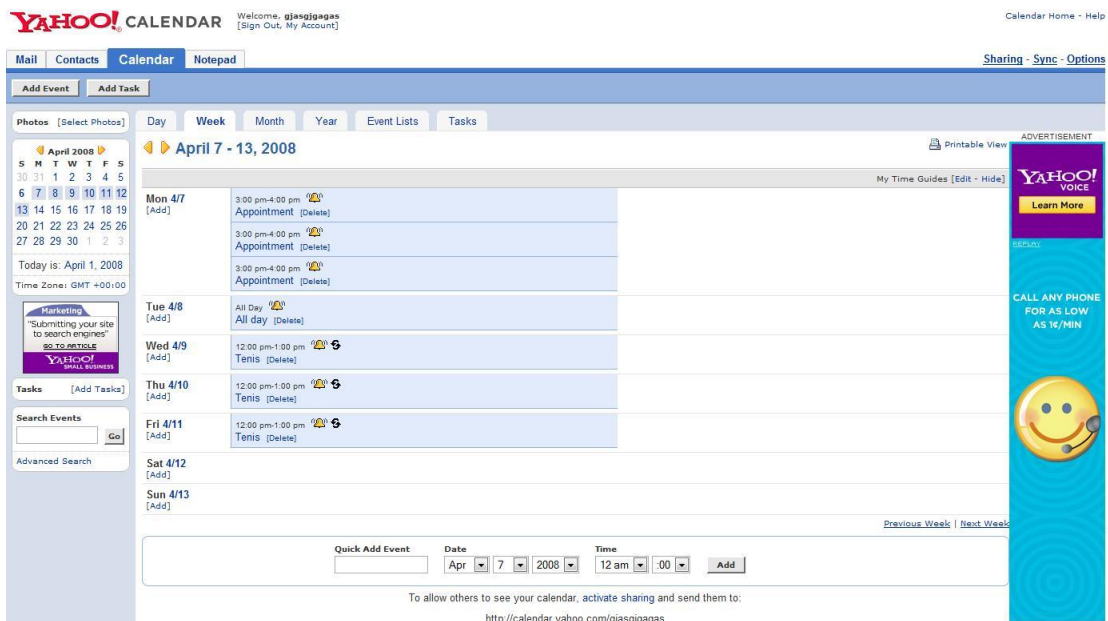 YAHOO! CALENDAR
Welcome, gjasgjgagas
[Sign Out, My Account]
Calendar Home - Help
Mail Contacts Calendar Notepad
Sharing - Sync - Options
Add Event Add Task
Photos [Select Photos]
April 2008
S M T W T F S
30 31 1 2 3 4 5
6 7 8 9 10 11 12
13 14 15 16 17 18 19
20 21 22 23 24 25 26
27 28 29 30 1 2 3
Today is: April 1, 2008
Time Zone: GMT +00:00
Marketing
"Submitting your site
to search engines"
GO TO ARTICLE
YAHOO!
SMALL BUSINESS
Tasks [Add Tasks]
Search Events
Go
Advanced Search
Day Week Month Year Event Lists Tasks
April 7 - 13, 2008
Printable View
My Time Guides [Edit - Hide]
Mon 4/7
[Add]
3:00 pm-4:00 pm
Appointment [Delete]
3:00 pm-4:00 pm
Appointment [Delete]
3:00 pm-4:00 pm
Appointment [Delete]
Tue 4/8
[Add]
All Day
All day [Delete]
Wed 4/9
[Add]
12:00 pm-1:00 pm
Tenis [Delete]
Thu 4/10
[Add]
12:00 pm-1:00 pm
Tenis [Delete]
Fri 4/11
[Add]
12:00 pm-1:00 pm
Tenis [Delete]
Sat 4/12
[Add]
Sun 4/13
[Add]
Previous Week | Next Week
Quick Add Event Date Time
Apr 7 2008 12 am :00 Add
To allow others to see your calendar, activate sharing and send them to:
http://calendar.yahoo.com/gjasgjgagas
ADVERTISEMENT
YAHOO!
VOICE
Learn More
REPLAY
CALL ANY PHONE
FOR AS LOW
AS 1¢/MIN